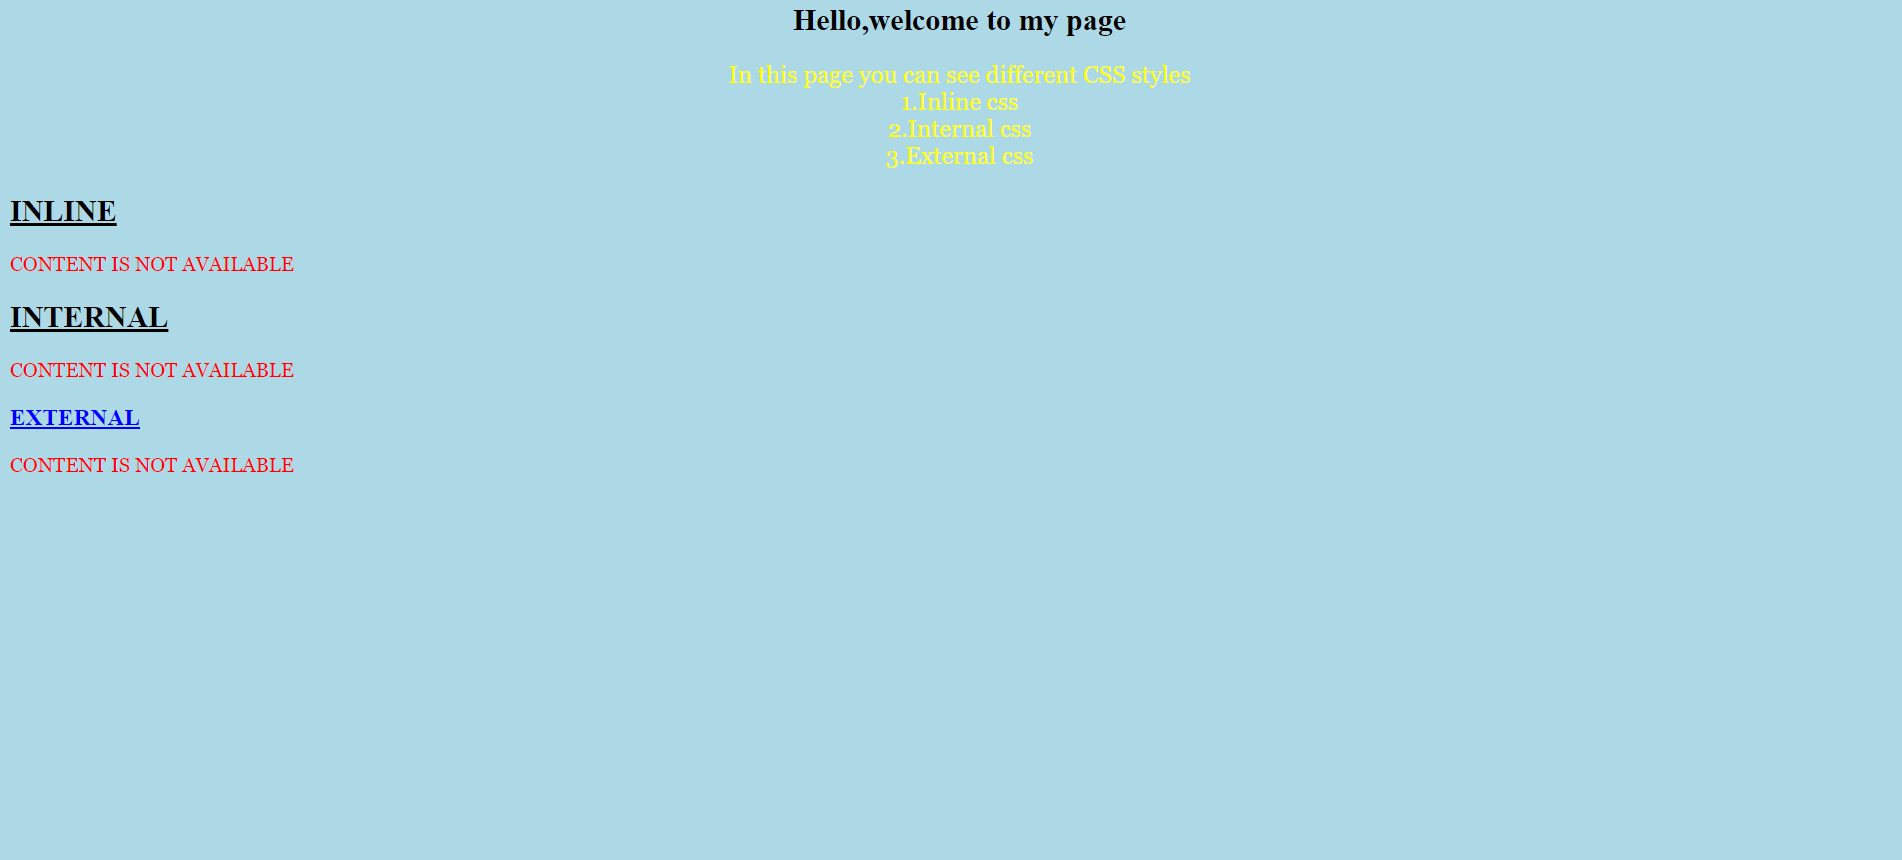 Hello,welcome to my page
In this page you can see different CSS styles
1.Inline css
2.Internal css
3.External css
INLINE
CONTENT IS NOT AVAILABLE
INTERNAL
CONTENT IS NOT AVAILABLE
EXTERNAL
CONTENT IS NOT AVAILABLE